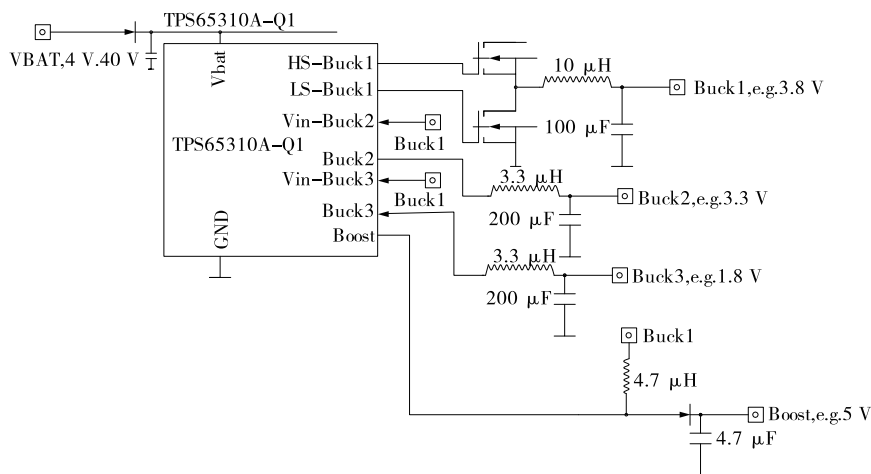 TPS65310A-Q1
VBAT,4 V.40 V
Vbat
HS-Buck1
LS-Buck1
Vin-Buck2
TPS65310A-Q1
Buck2
Vin-Buck3
Buck3
Boost
GND
Buck1
Buck1
10 μH
100 μF
Buck1,e.g.3.8 V
3.3 μH
200 μF
Buck2,e.g.3.3 V
3.3 μH
200 μF
Buck3,e.g.1.8 V
Buck1
4.7 μH
Boost,e.g.5 V
4.7 μF